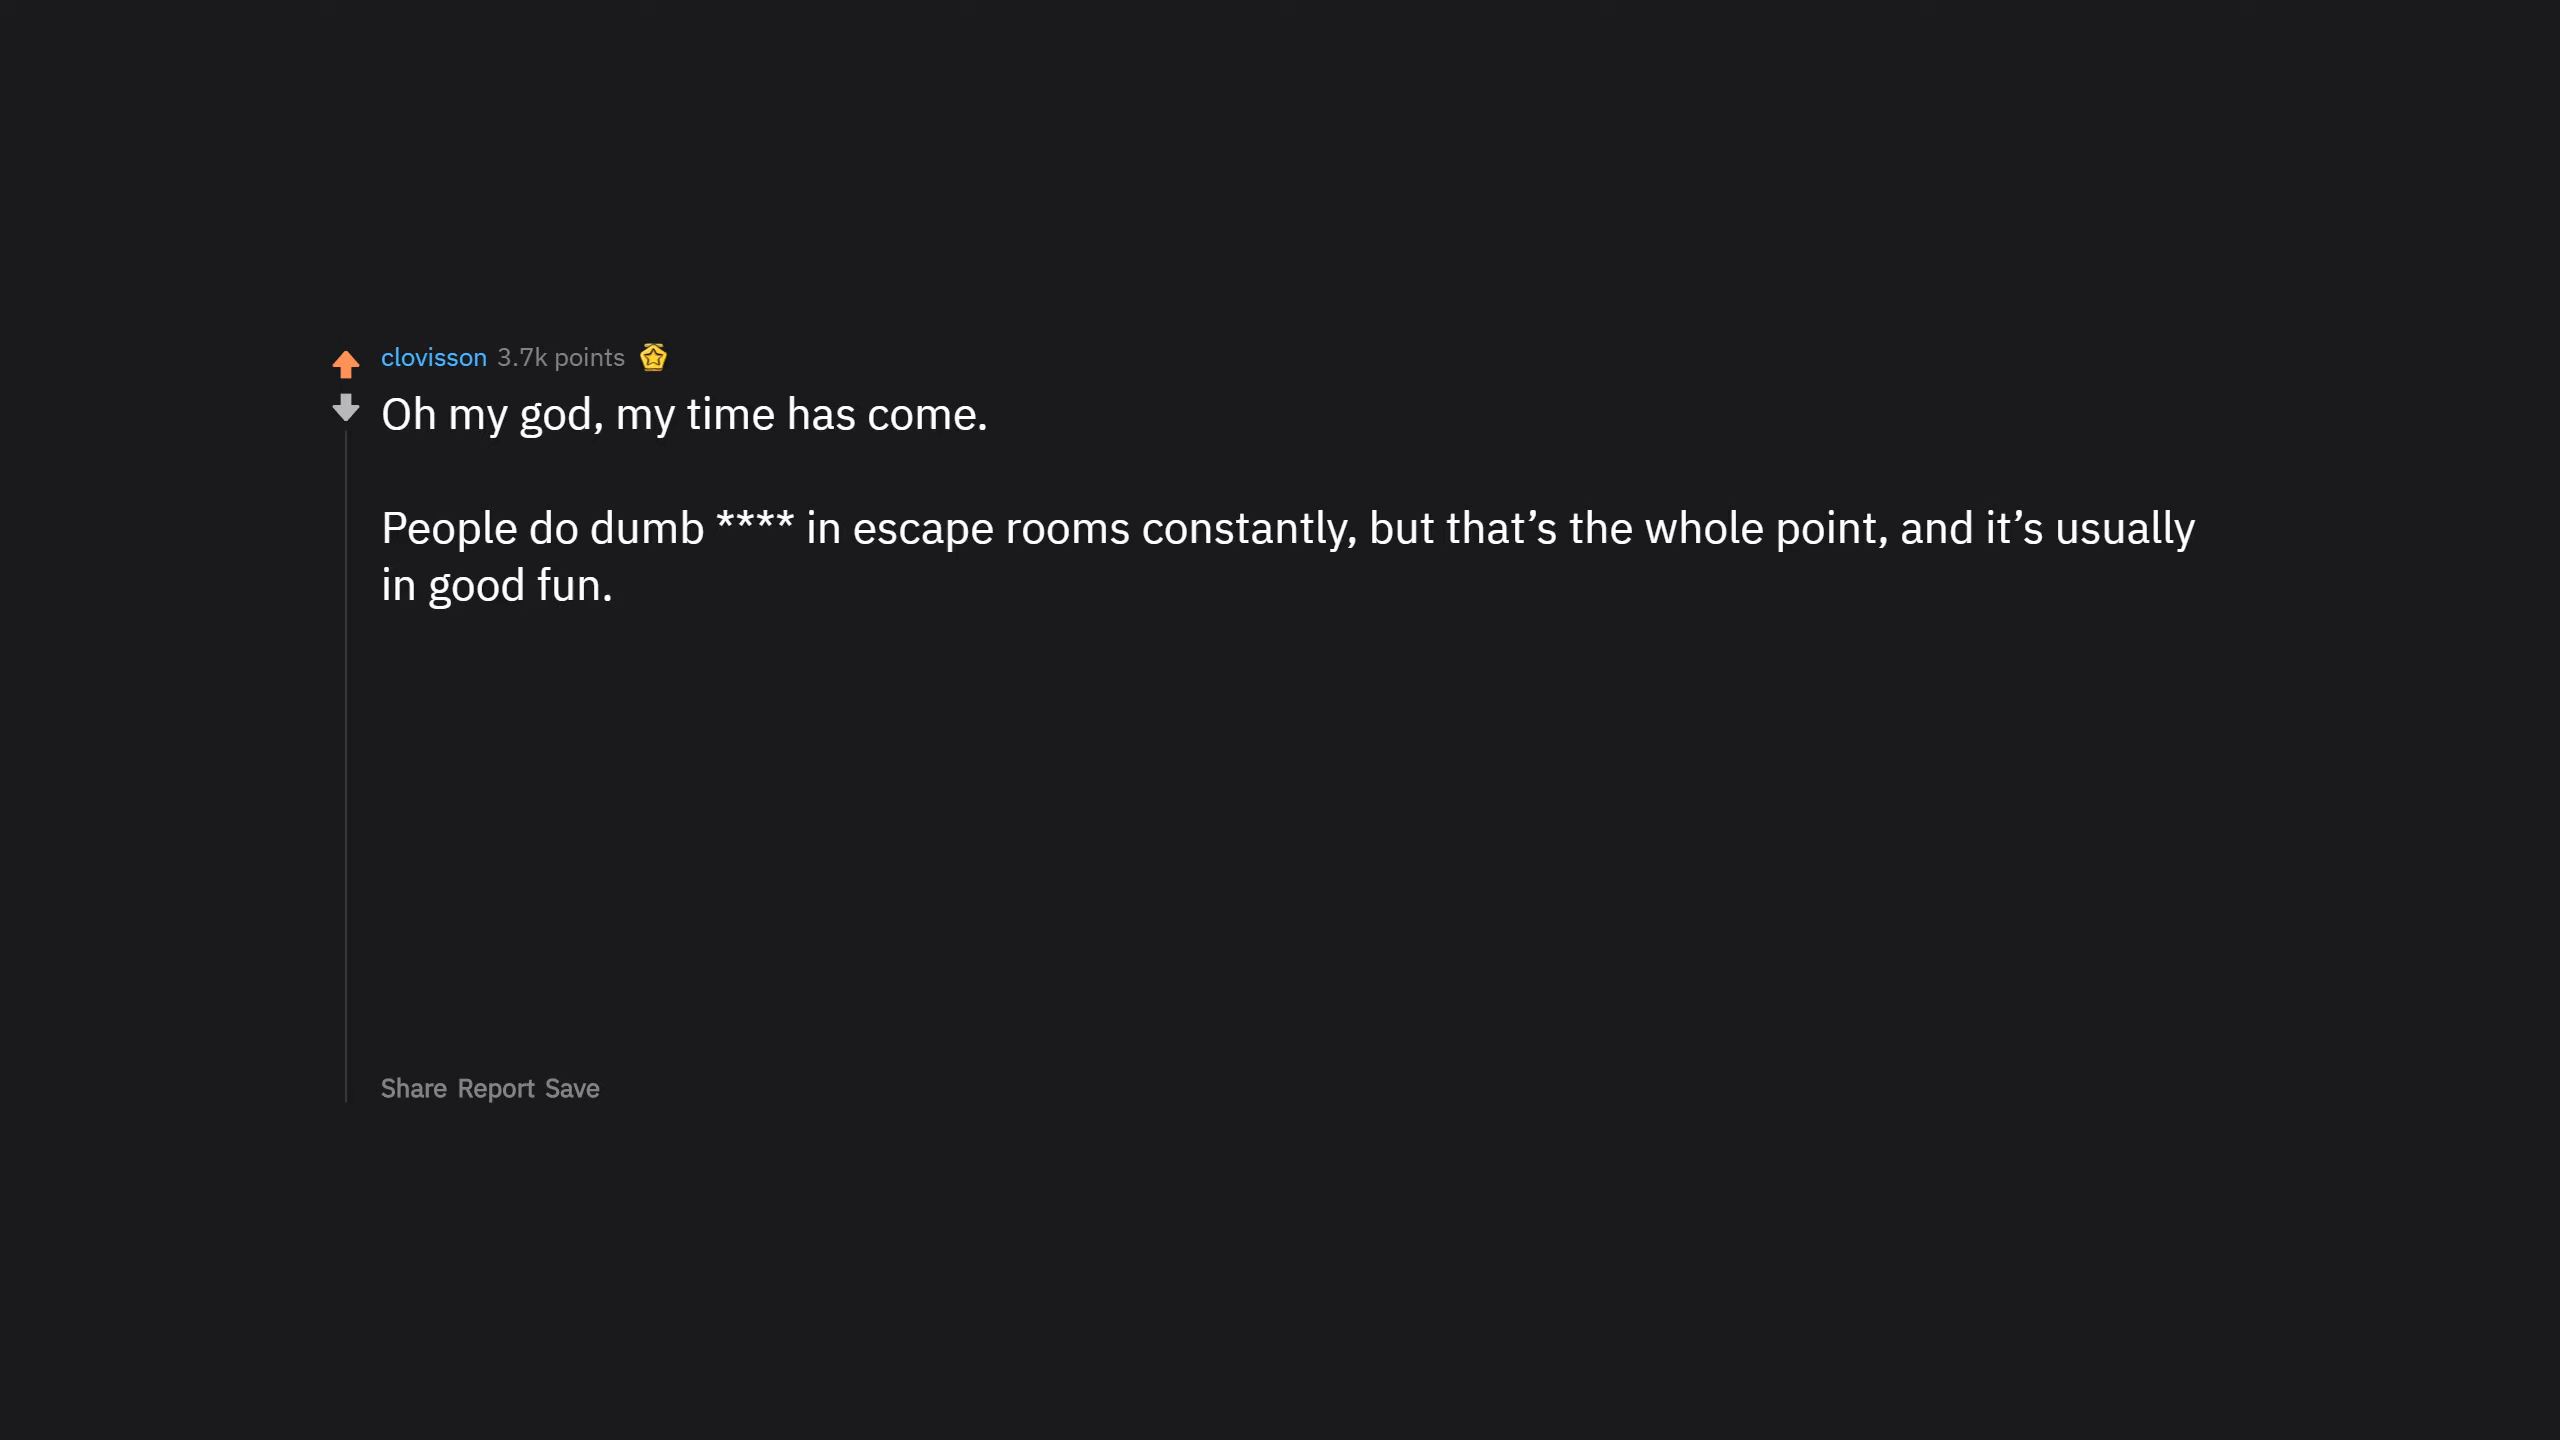 clovisson 3.7k points
Oh my god, my time has come.
People do dumb **** in escape rooms constantly, but that’s the whole point, and it’s usually
in good fun.
Share Report Save